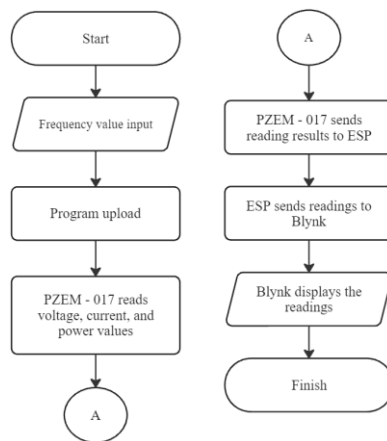 Start
Frequency value input
Program upload
PZEM - 017 reads
voltage, current, and
power values
A
A
PZEM - 017 sends
reading results to ESP
ESP sends readings to
Blynk
Blynk displays the
readings
Finish